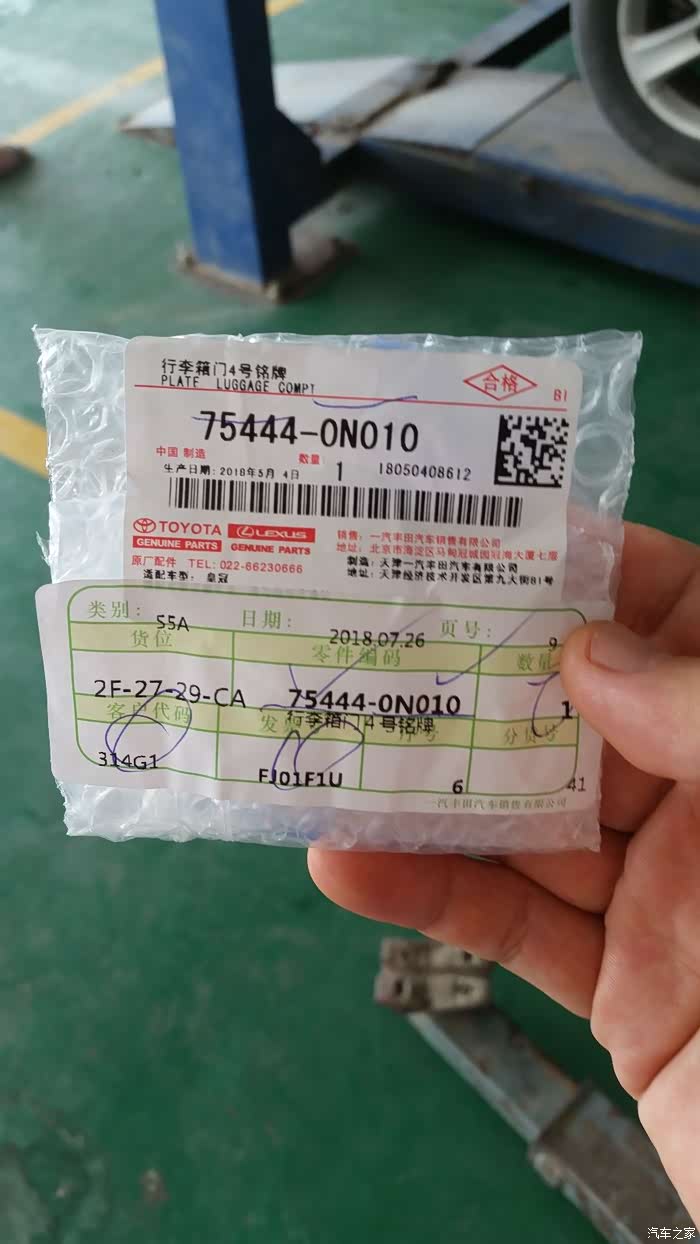 行李箱门4号铭牌
PLATE LUGGAGE COMPT
合格
BI
75444-0N010
中国 制造
数量
1
18050408612
生产日期: 2018年5月 4日
TOYOTA
GENUINE PARTS
LEXUS
GENUINE PARTS
销售: 一汽丰田汽车销售有限公司
地址: 北京市海淀区马甸冠城园冠海大厦七层
原厂配件 TEL: 022-66230666
制造: 天津一汽丰田汽车有限公司
地址: 天津经济技术开发区第九大街81号
适配车型: 皇冠
类别: S5A
日期: 2018.07.26
页号: 9
货位
零件编码
数量
2F-27-29-CA
75444-0N010
1
行李箱门4号铭牌
客户代码
分货号
314G1
FJ01F1U
6
41
一汽丰田汽车销售有限公司
汽车之家